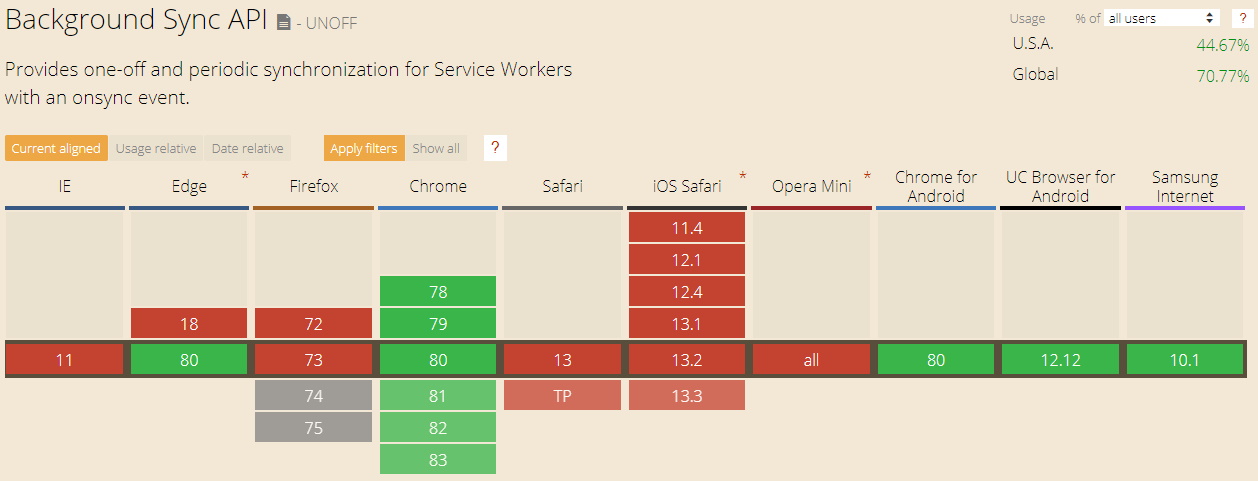 Background Sync API - UNOFF
Usage % of all users ?
U.S.A. 44.67%
Global 70.77%
Provides one-off and periodic synchronization for Service Workers
with an onsync event.
Current aligned Usage relative Date relative Apply filters Show all ?
IE Edge * Firefox Chrome Safari iOS Safari * Opera Mini * Chrome for Android UC Browser for Android Samsung Internet
11.4
12.1
78 12.4
18 72 79 13.1
11 80 73 80 13 13.2 all 80 12.12 10.1
74 81 TP 13.3
75 82
83